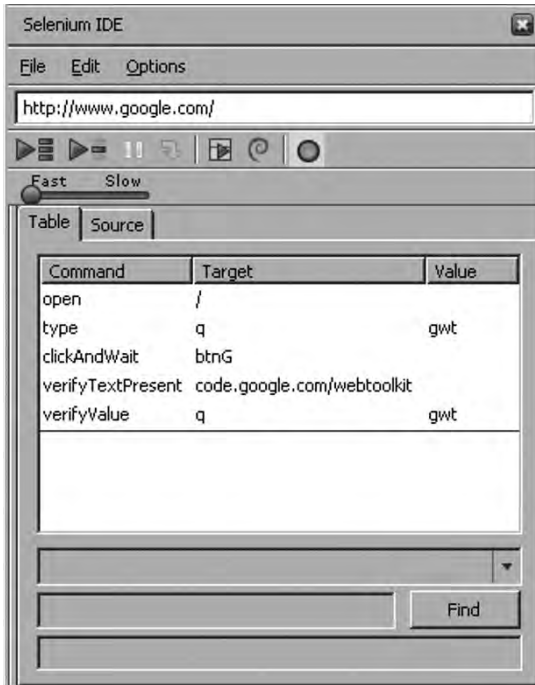 Selenium IDE
File Edit Options
http://www.google.com/
Fast Slow
Table Source
Command Target Value
open /
type q gwt
clickAndWait btnG
verifyTextPresent code.google.com/webtoolkit
verifyValue q gwt
Find